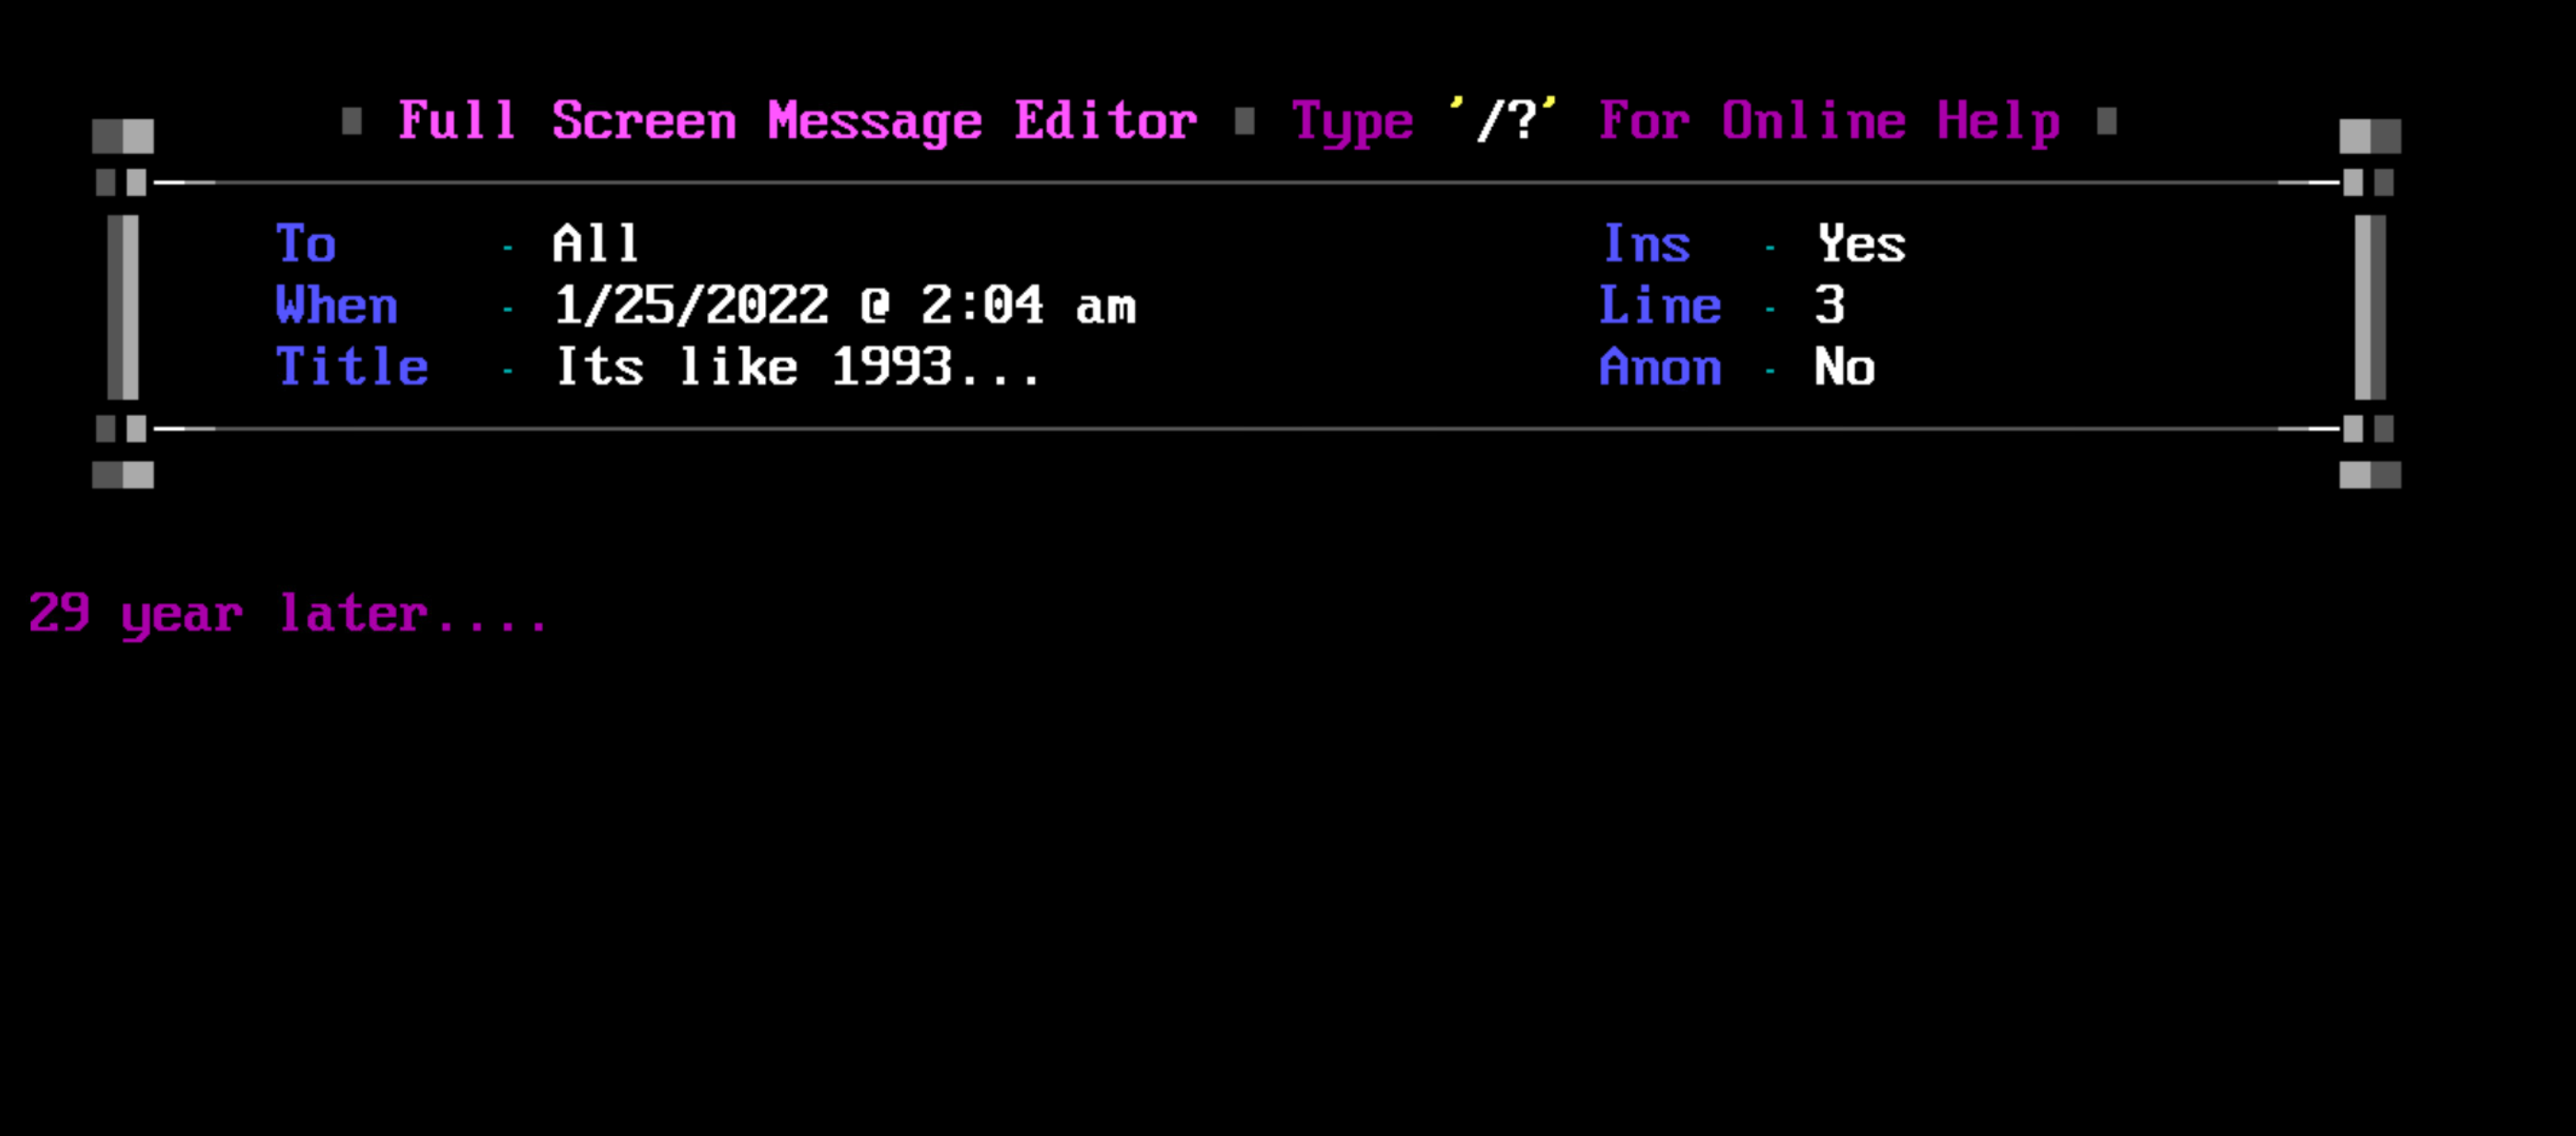 Full Screen Message Editor Type '/?' For Online Help
To - All Ins - Yes
When - 1/25/2022 @ 2:04 am Line - 3
Title - Its like 1993... Anon - No
29 year later....